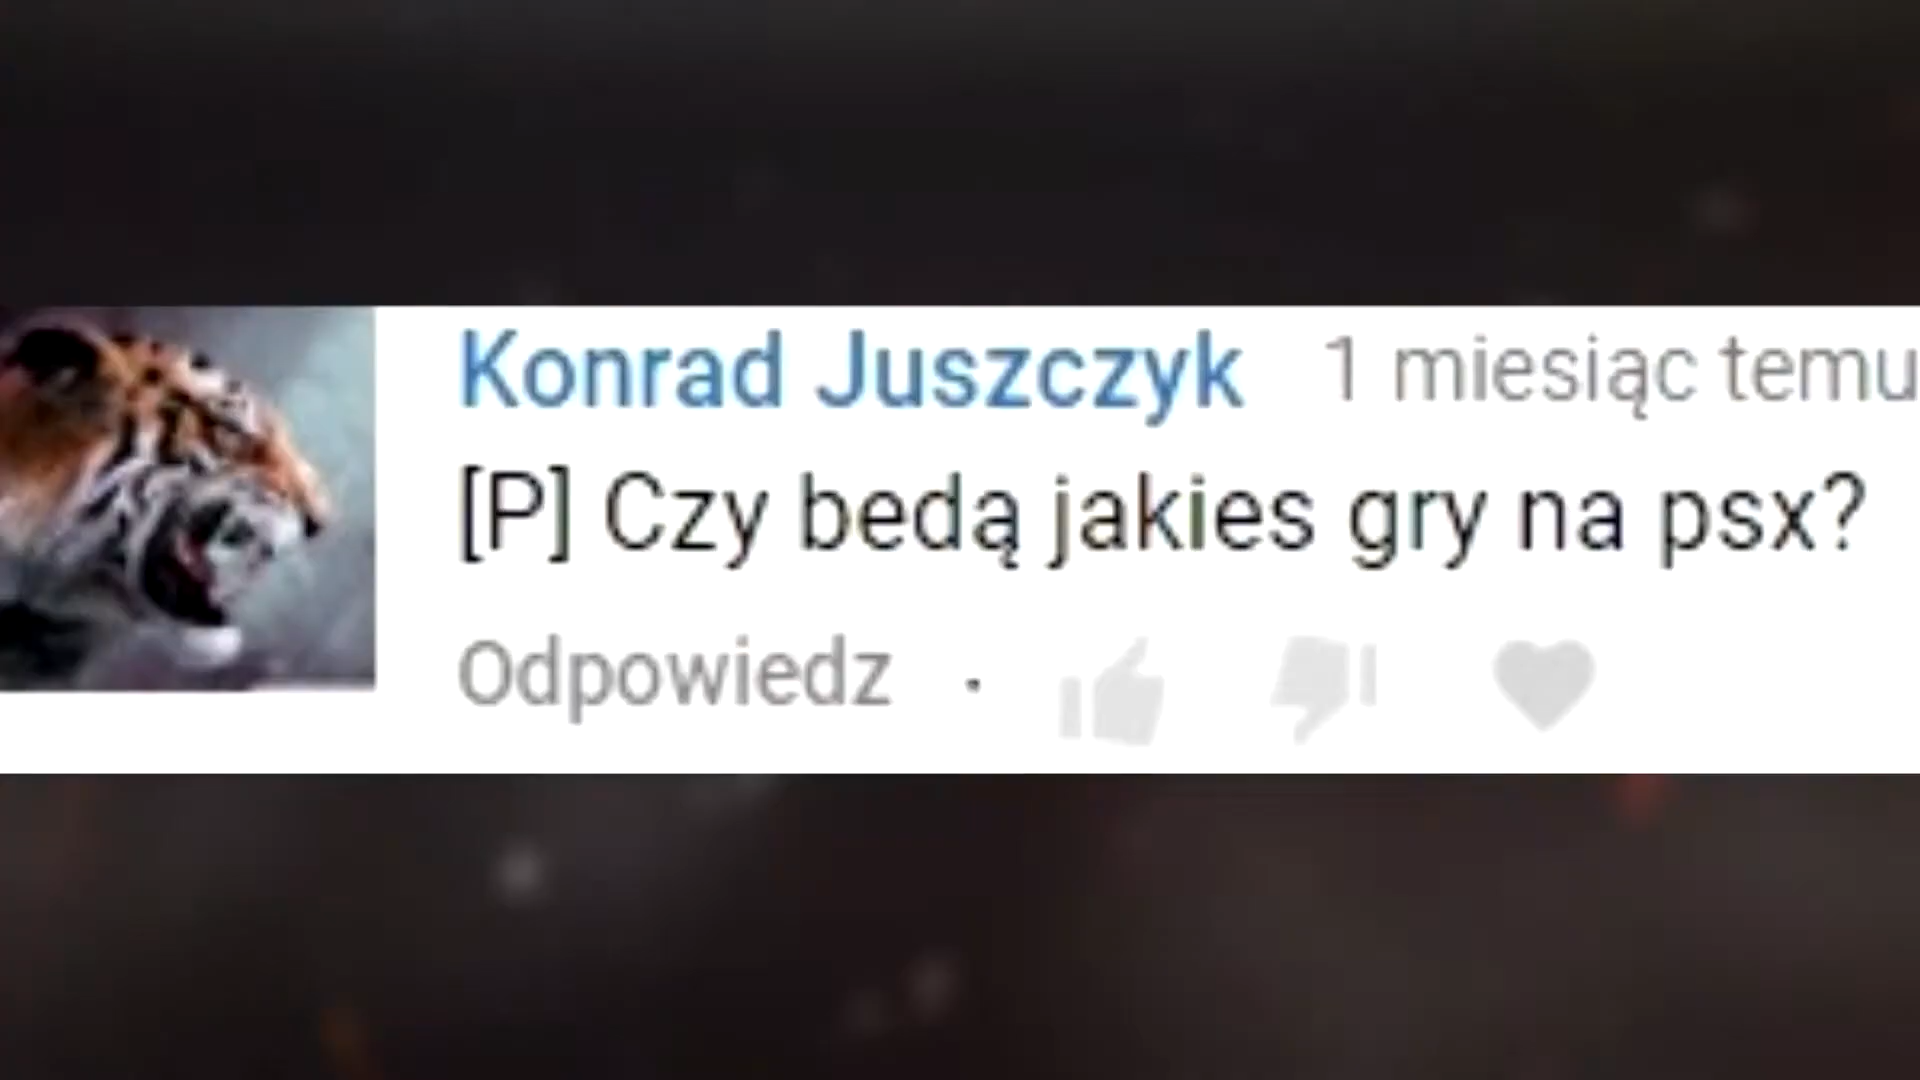 Konrad Juszczyk 1 miesiąc temu
[P] Czy bedą jakies gry na psx?
Odpowiedz